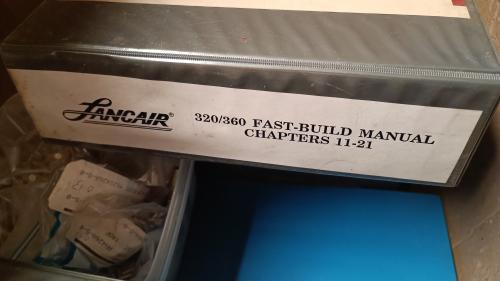 LANCAIR®
320/360 FAST-BUILD MANUAL
CHAPTERS 11-21